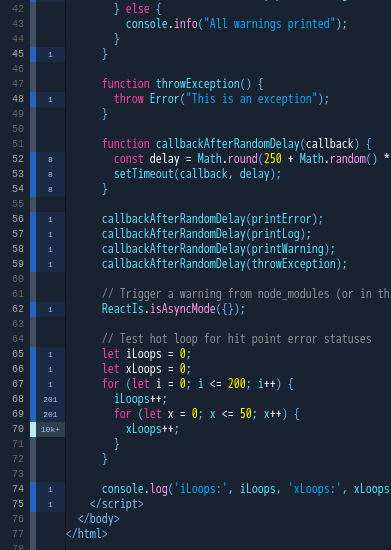 42 } else {
43 console.info("All warnings printed");
44 }
45 1 }
46
47 function throwException() {
48 1 throw Error("This is an exception");
49 }
50
51 function callbackAfterRandomDelay(callback) {
52 8 const delay = Math.round(250 + Math.random() *
53 8 setTimeout(callback, delay);
54 8 }
55
56 1 callbackAfterRandomDelay(printError);
57 1 callbackAfterRandomDelay(printLog);
58 1 callbackAfterRandomDelay(printWarning);
59 1 callbackAfterRandomDelay(throwException);
60
61 // Trigger a warning from node_modules (or in th
62 1 ReactIs.isAsyncMode({});
63
64 // Test hot loop for hit point error statuses
65 1 let iLoops = 0;
66 1 let xLoops = 0;
67 1 for (let i = 0; i <= 200; i++) {
68 201 iLoops++;
69 201 for (let x = 0; x <= 50; x++) {
70 10k+ xLoops++;
71 }
72 }
73
74 1 console.log('iLoops:', iLoops, 'xLoops:', xLoops
75 1 </script>
76 </body>
77 </html>
78